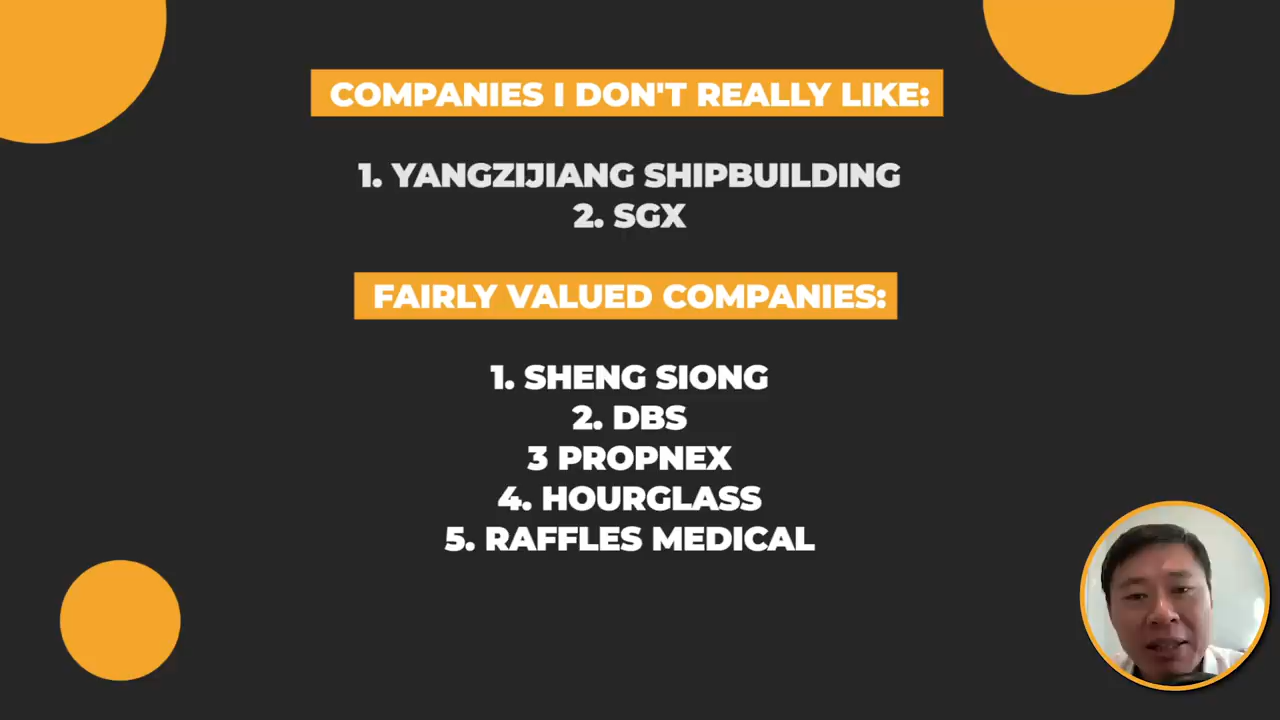 COMPANIES I DON'T REALLY LIKE:
1. YANGZIJIANG SHIPBUILDING
2. SGX
FAIRLY VALUED COMPANIES:
1. SHENG SIONG
2. DBS
3 PROPNEX
4. HOURGLASS
5. RAFFLES MEDICAL